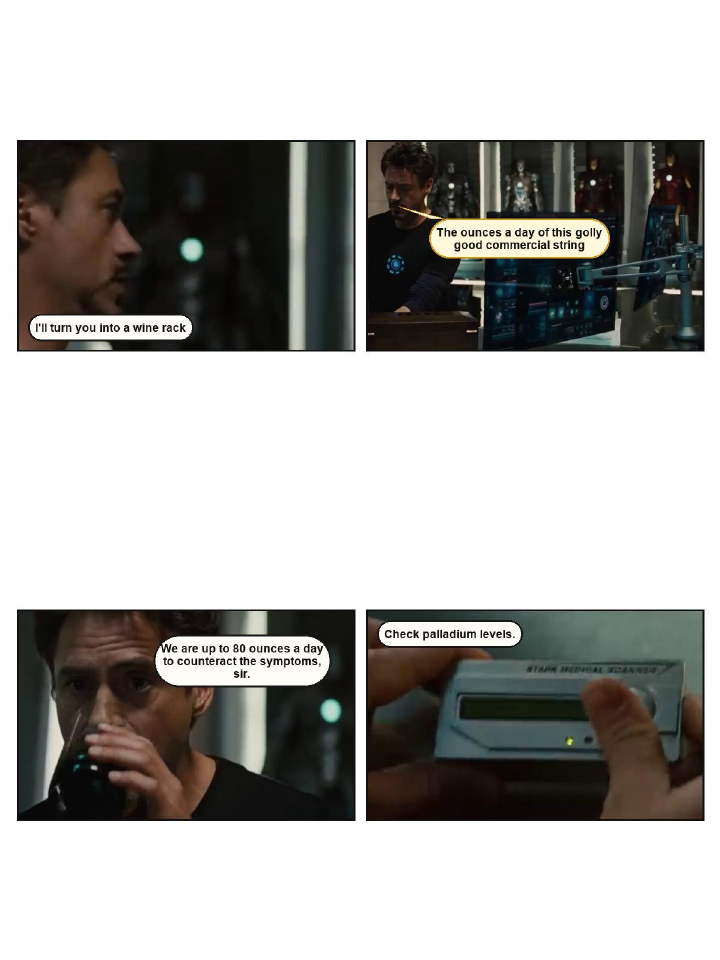 I'll turn you into a wine rack
The ounces a day of this golly
good commercial string
We are up to 80 ounces a day
to counteract the symptoms,
sir.
Check palladium levels.
STARK MEDICAL SCANNER